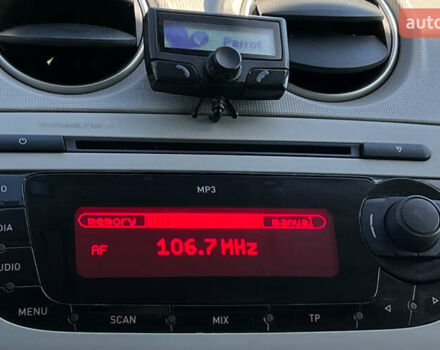 auto
Parrot
MP3
memory
manual
AF 106.7 MHz
DIA
UDIO
MENU
SCAN
MIX
TP